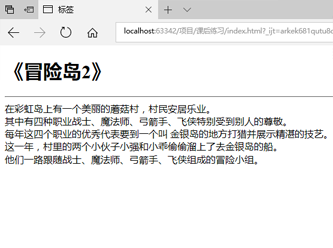 标签
localhost:63342/项目/课后练习/index.html?_ijt=arkek681qutu8c
《冒险岛2》
在彩虹岛上有一个美丽的蘑菇村，村民安居乐业。
其中有四种职业战士、魔法师、弓箭手、飞侠特别受到别人的尊敬。
每年这四个职业的优秀代表要到一个叫 金银岛的地方打猎并展示精湛的技艺。
这一年，村里的两个小伙子小强和小乖偷偷溜上了去金银岛的船。
他们一路跟随战士、魔法师、弓箭手、飞侠组成的冒险小组。